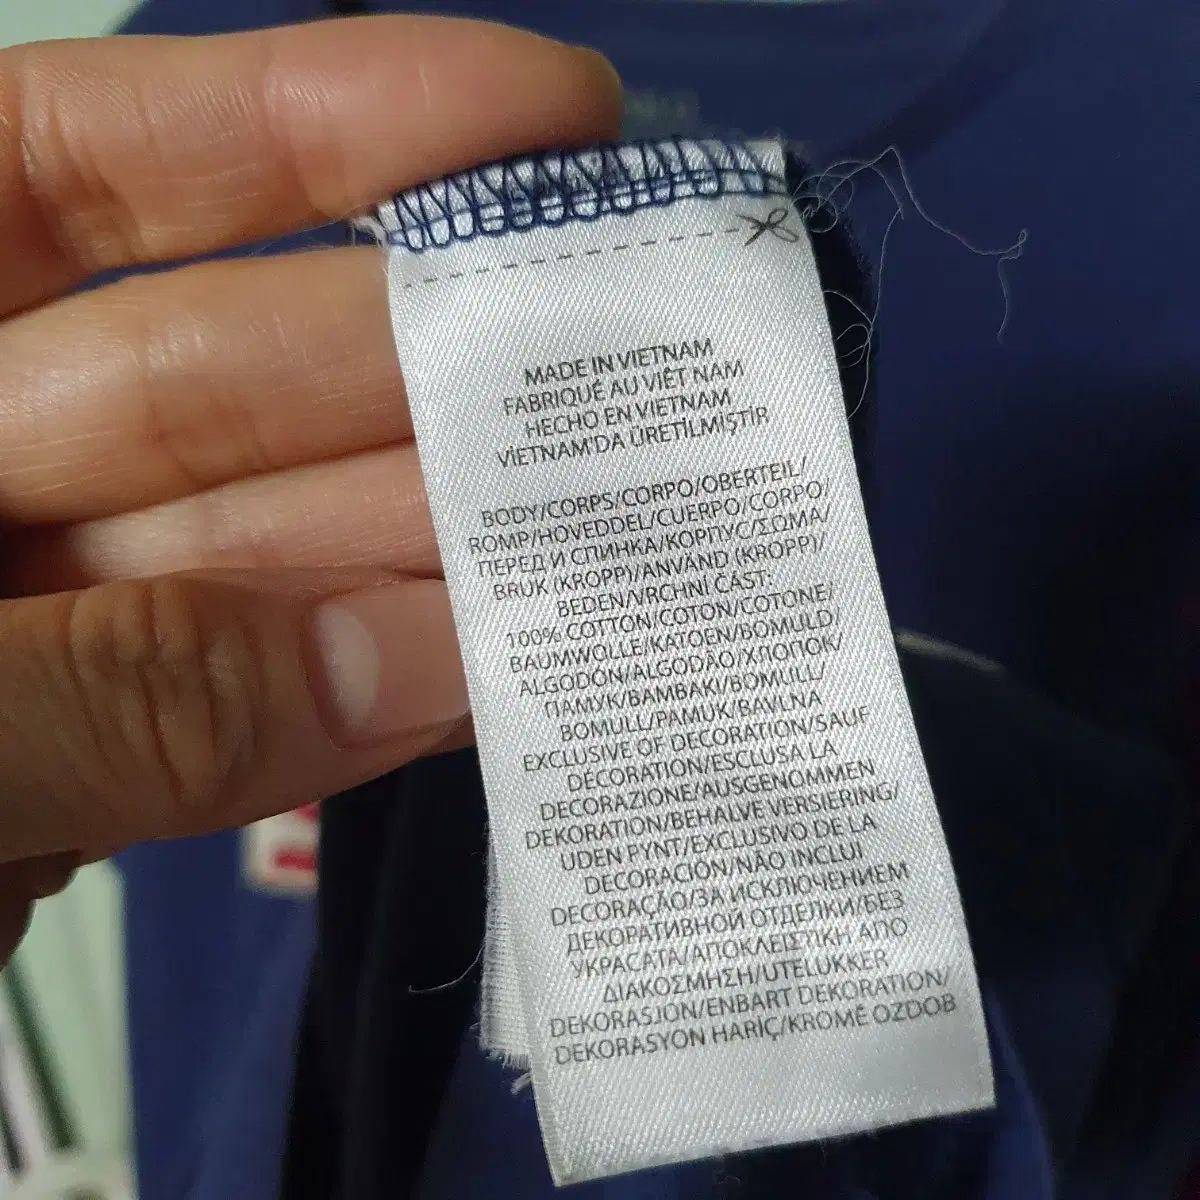 MADE IN VIETNAM
FABRIQUÉ AU VIÊT NAM
HECHO EN VIETNAM
VİETNAM'DA ÜRETİLMİŞTİR
BODY/CORPS/CORPO/OBERTEIL/
ROMP/HOVEDDEL/CUERPO/CORPO/
ПЕРЕД И СПИНКА/КОРПУС/ΣΩΜΑ/
BRUK (KROPP)/ANVÄND (KROPP)/
BEDEN/VRCHNÍ ČÁST:
100% COTTON/COTON/COTONE/
BAUMWOLLE/KATOEN/BOMULD/
ALGODÓN/ALGODÃO/ХЛОПОК/
ПАМУК/ΒΑΜΒΑΚΙ/BOMULL/
BOMULL/PAMUK/BAVLNA
EXCLUSIVE OF DECORATION/SAUF
DÉCORATION/ESCLUSA LA
DECORAZIONE/AUSGENOMMEN
DEKORATION/BEHALVE VERSIERING/
UDEN PYNT/EXCLUSIVO DE LA
DECORACIÓN/NÃO INCLUI
DECORAÇÃO/ЗА ИСКЛЮЧЕНИЕМ
ДЕКОРАТИВНОЙ ОТДЕЛКИ/БЕЗ
УКРАСАТА/ΑΠΟΚΛΕΙΣΤΙΚΗ ΑΠΟ
ΔΙΑΚΟΣΜΗΣΗ/UTELUKKER
DEKORASJON/ENBART DEKORATION/
DEKORASYON HARİÇ/KROMĚ OZDOB